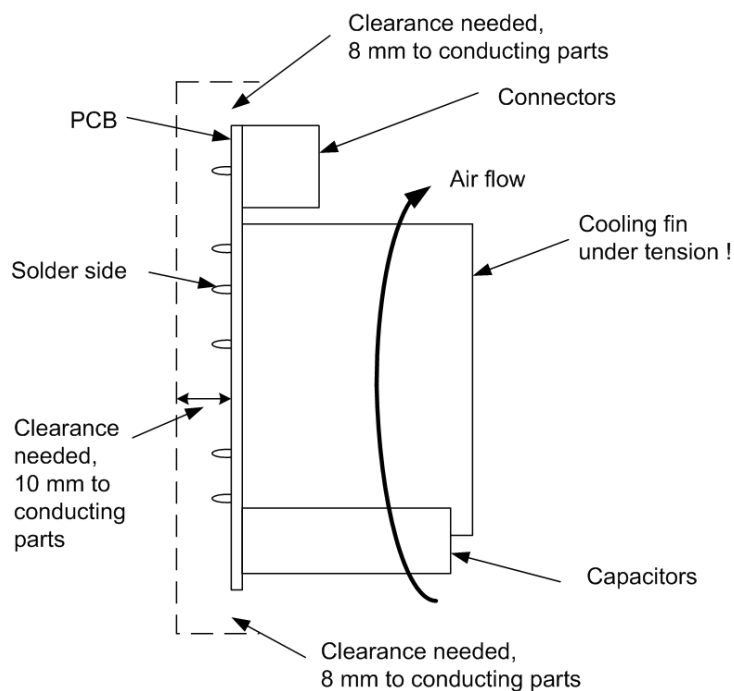 Clearance needed,
8 mm to conducting parts
Connectors
PCB
Air flow
Cooling fin
under tension !
Solder side
Clearance
needed,
10 mm to
conducting
parts
Capacitors
Clearance needed,
8 mm to conducting parts